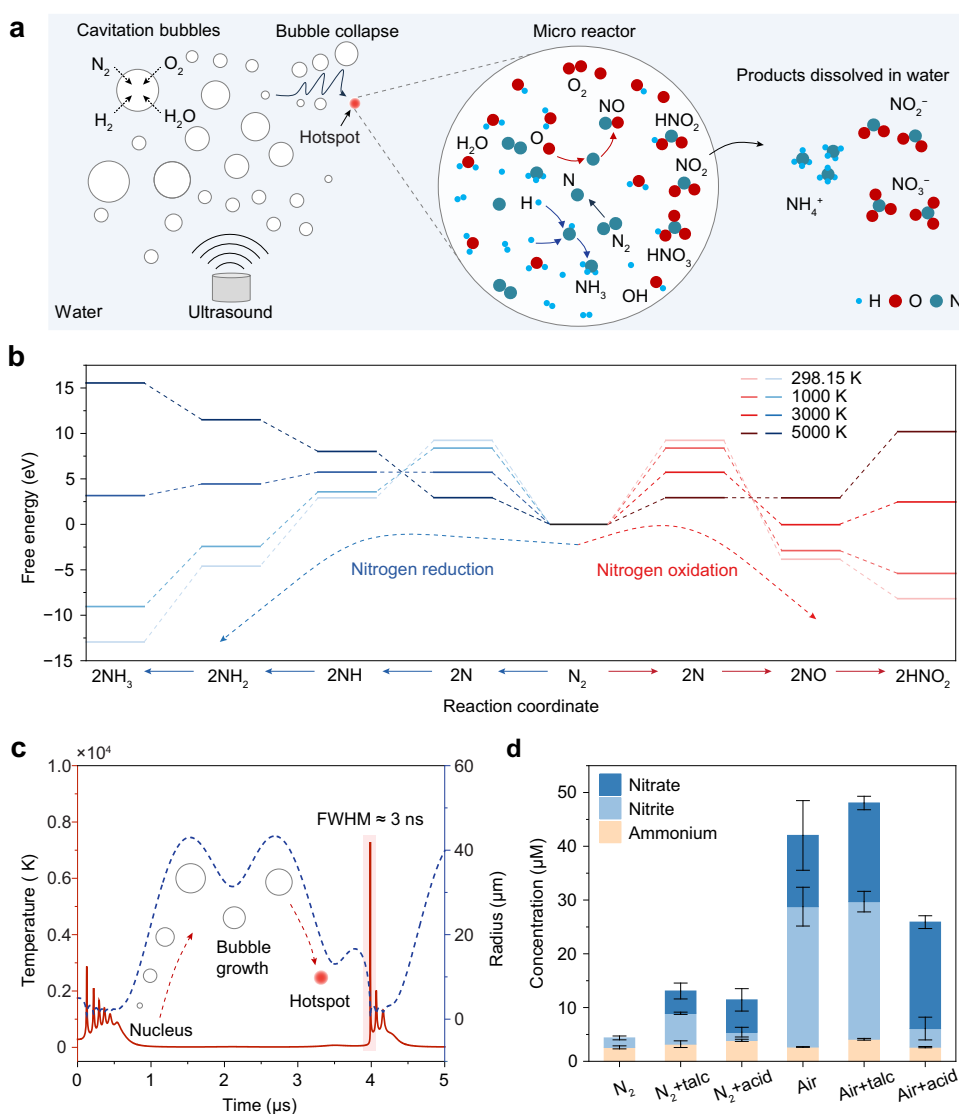 a
Cavitation bubbles
Bubble collapse
Micro reactor
Products dissolved in water
N₂
O₂
H₂
H₂O
Hotspot
O₂
NO
HNO₂
H₂O
O
NO₂
N
H
N₂
HNO₃
NH₃
OH
NO₂⁻
NH₄⁺
NO₃⁻
Water
Ultrasound
H
O
N
b
Free energy (eV)
15
10
5
0
−5
−10
−15
298.15 K
1000 K
3000 K
5000 K
Nitrogen reduction
Nitrogen oxidation
2NH₃
2NH₂
2NH
2N
N₂
2N
2NO
2HNO₂
Reaction coordinate
c
×10⁴
Temperature ( K)
1.0
0.8
0.6
0.4
0.2
0
FWHM ≈ 3 ns
Bubble
growth
Hotspot
Nucleus
60
40
20
0
Radius (µm)
0
1
2
3
4
5
Time (µs)
d
Concentration (µM)
50
40
30
20
10
0
Nitrate
Nitrite
Ammonium
N₂
N₂+talc
N₂+acid
Air
Air+talc
Air+acid